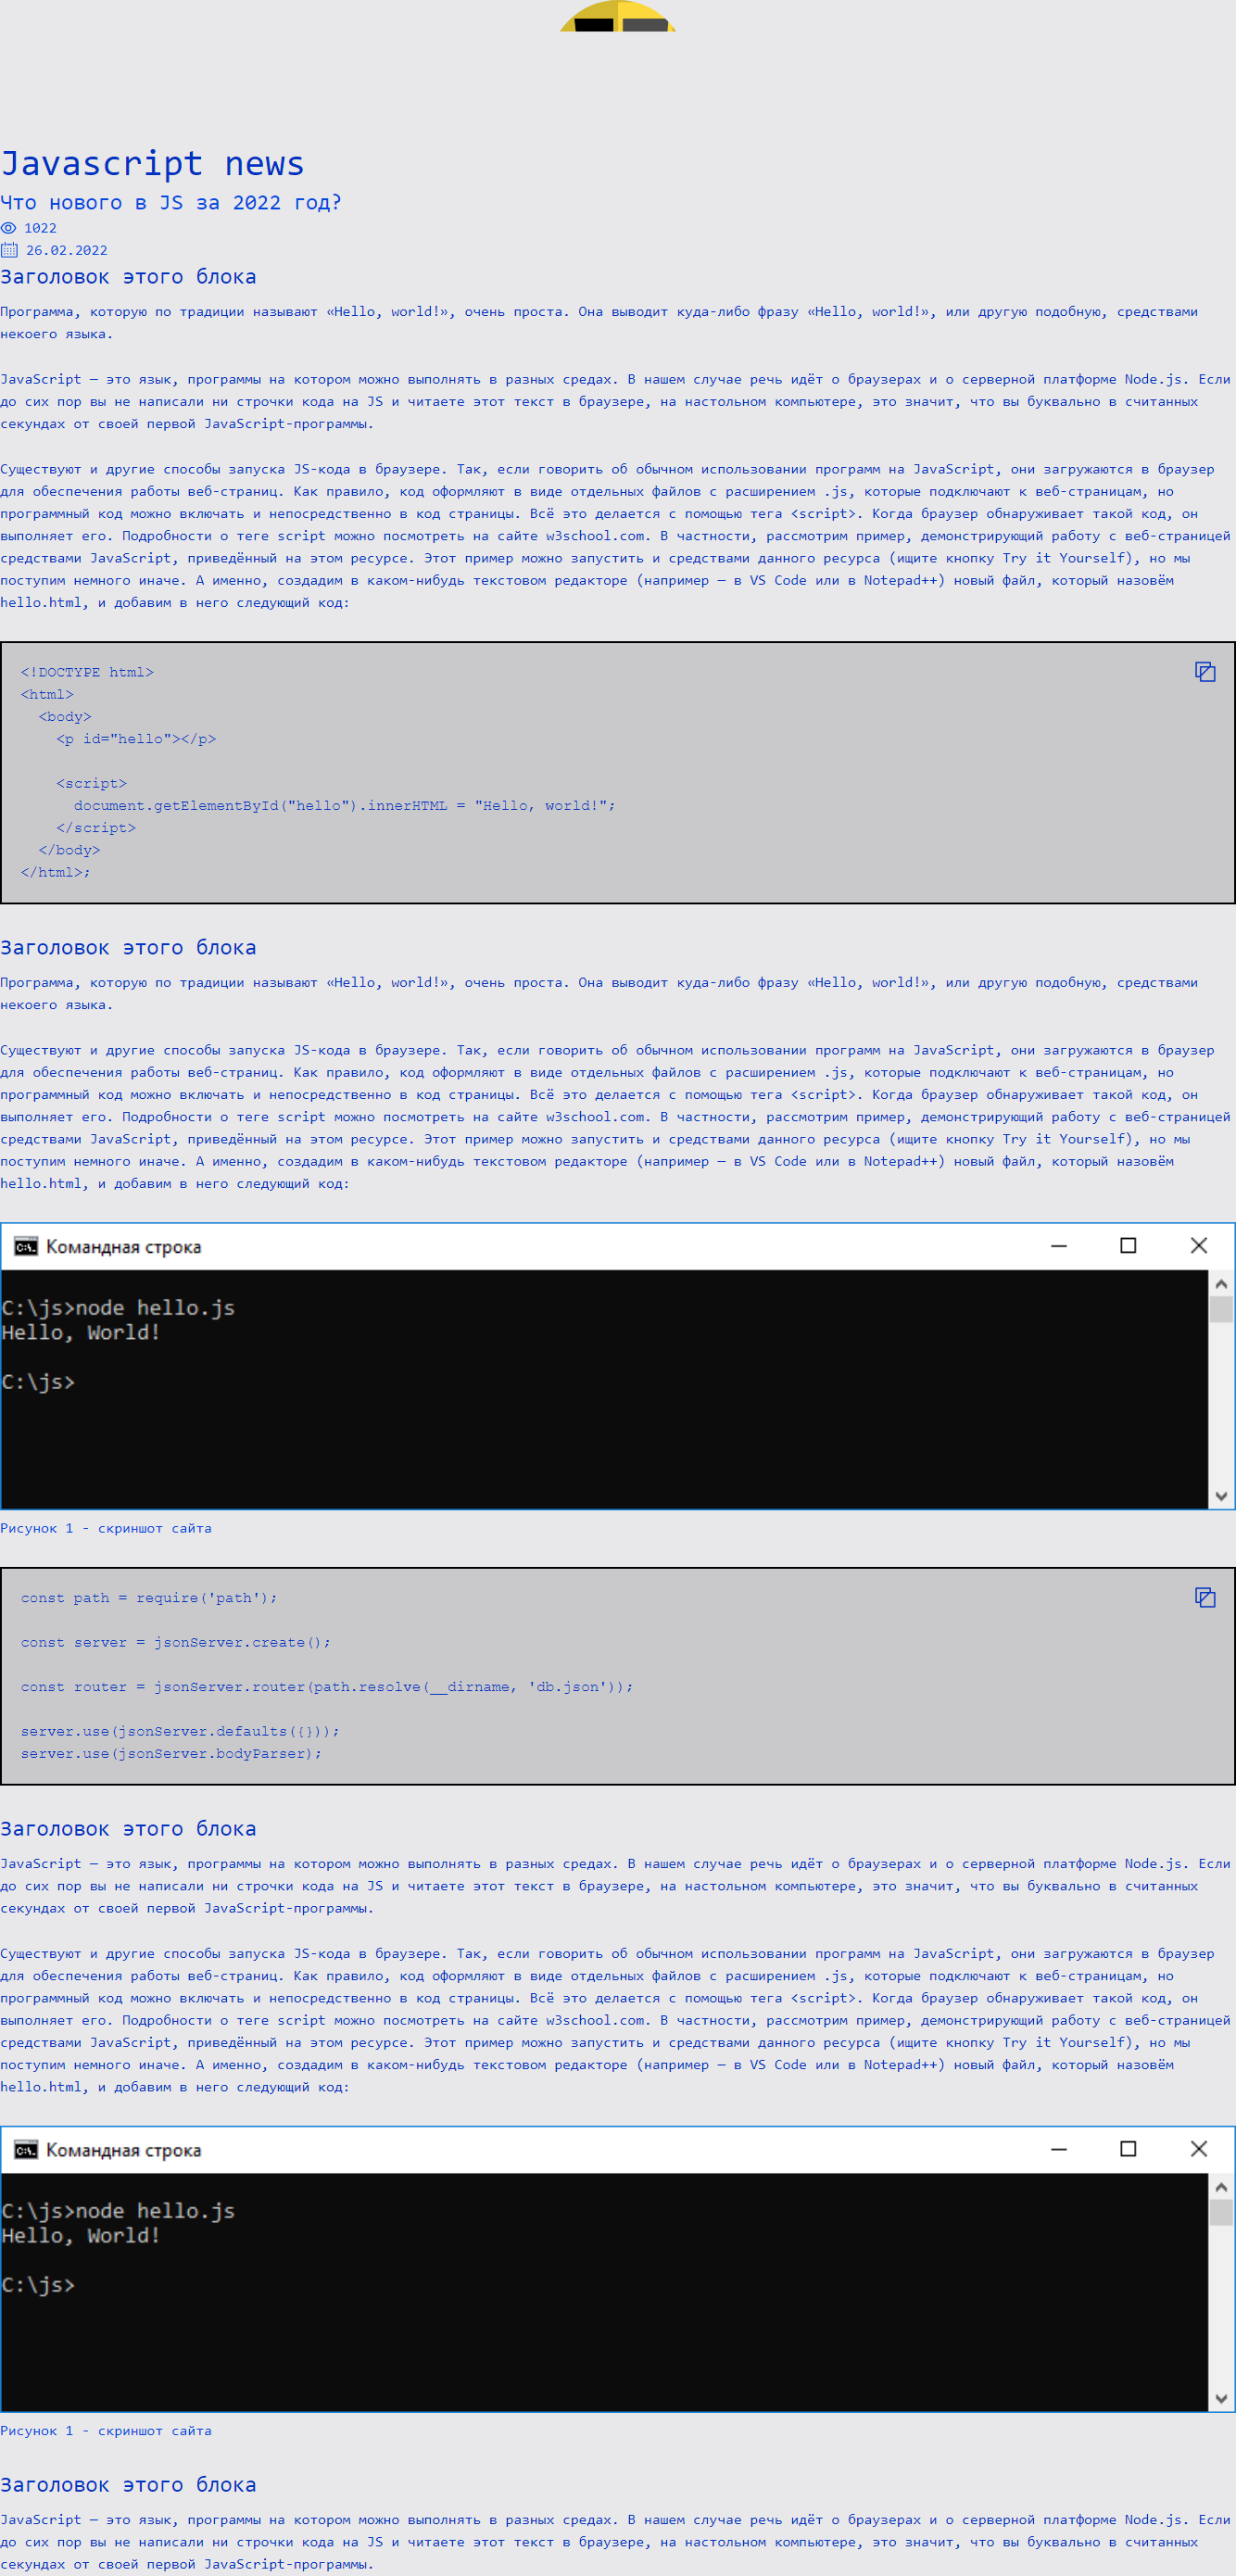 Javascript news
Что нового в JS за 2022 год?
1022
26.02.2022
Заголовок этого блока
Программа, которую по традиции называют «Hello, world!», очень проста. Она выводит куда-либо фразу «Hello, world!», или другую подобную, средствами
некоего языка.
JavaScript — это язык, программы на котором можно выполнять в разных средах. В нашем случае речь идёт о браузерах и о серверной платформе Node.js. Если
до сих пор вы не написали ни строчки кода на JS и читаете этот текст в браузере, на настольном компьютере, это значит, что вы буквально в считанных
секундах от своей первой JavaScript-программы.
Существуют и другие способы запуска JS-кода в браузере. Так, если говорить об обычном использовании программ на JavaScript, они загружаются в браузер
для обеспечения работы веб-страниц. Как правило, код оформляют в виде отдельных файлов с расширением .js, которые подключают к веб-страницам, но
программный код можно включать и непосредственно в код страницы. Всё это делается с помощью тега <script>. Когда браузер обнаруживает такой код, он
выполняет его. Подробности о теге script можно посмотреть на сайте w3school.com. В частности, рассмотрим пример, демонстрирующий работу с веб-страницей
средствами JavaScript, приведённый на этом ресурсе. Этот пример можно запустить и средствами данного ресурса (ищите кнопку Try it Yourself), но мы
поступим немного иначе. А именно, создадим в каком-нибудь текстовом редакторе (например — в VS Code или в Notepad++) новый файл, который назовём
hello.html, и добавим в него следующий код:
<!DOCTYPE html>
<html>
<body>
<p id="hello"></p>
<script>
document.getElementById("hello").innerHTML = "Hello, world!";
</script>
</body>
</html>;
Заголовок этого блока
Программа, которую по традиции называют «Hello, world!», очень проста. Она выводит куда-либо фразу «Hello, world!», или другую подобную, средствами
некоего языка.
Существуют и другие способы запуска JS-кода в браузере. Так, если говорить об обычном использовании программ на JavaScript, они загружаются в браузер
для обеспечения работы веб-страниц. Как правило, код оформляют в виде отдельных файлов с расширением .js, которые подключают к веб-страницам, но
программный код можно включать и непосредственно в код страницы. Всё это делается с помощью тега <script>. Когда браузер обнаруживает такой код, он
выполняет его. Подробности о теге script можно посмотреть на сайте w3school.com. В частности, рассмотрим пример, демонстрирующий работу с веб-страницей
средствами JavaScript, приведённый на этом ресурсе. Этот пример можно запустить и средствами данного ресурса (ищите кнопку Try it Yourself), но мы
поступим немного иначе. А именно, создадим в каком-нибудь текстовом редакторе (например — в VS Code или в Notepad++) новый файл, который назовём
hello.html, и добавим в него следующий код:
Командная строка
C:\js>node hello.js
Hello, World!
C:\js>
Рисунок 1 - скриншот сайта
const path = require('path');
const server = jsonServer.create();
const router = jsonServer.router(path.resolve(__dirname, 'db.json'));
server.use(jsonServer.defaults({}));
server.use(jsonServer.bodyParser);
Заголовок этого блока
JavaScript — это язык, программы на котором можно выполнять в разных средах. В нашем случае речь идёт о браузерах и о серверной платформе Node.js. Если
до сих пор вы не написали ни строчки кода на JS и читаете этот текст в браузере, на настольном компьютере, это значит, что вы буквально в считанных
секундах от своей первой JavaScript-программы.
Существуют и другие способы запуска JS-кода в браузере. Так, если говорить об обычном использовании программ на JavaScript, они загружаются в браузер
для обеспечения работы веб-страниц. Как правило, код оформляют в виде отдельных файлов с расширением .js, которые подключают к веб-страницам, но
программный код можно включать и непосредственно в код страницы. Всё это делается с помощью тега <script>. Когда браузер обнаруживает такой код, он
выполняет его. Подробности о теге script можно посмотреть на сайте w3school.com. В частности, рассмотрим пример, демонстрирующий работу с веб-страницей
средствами JavaScript, приведённый на этом ресурсе. Этот пример можно запустить и средствами данного ресурса (ищите кнопку Try it Yourself), но мы
поступим немного иначе. А именно, создадим в каком-нибудь текстовом редакторе (например — в VS Code или в Notepad++) новый файл, который назовём
hello.html, и добавим в него следующий код:
Командная строка
C:\js>node hello.js
Hello, World!
C:\js>
Рисунок 1 - скриншот сайта
Заголовок этого блока
JavaScript — это язык, программы на котором можно выполнять в разных средах. В нашем случае речь идёт о браузерах и о серверной платформе Node.js. Если
до сих пор вы не написали ни строчки кода на JS и читаете этот текст в браузере, на настольном компьютере, это значит, что вы буквально в считанных
секундах от своей первой JavaScript-программы.